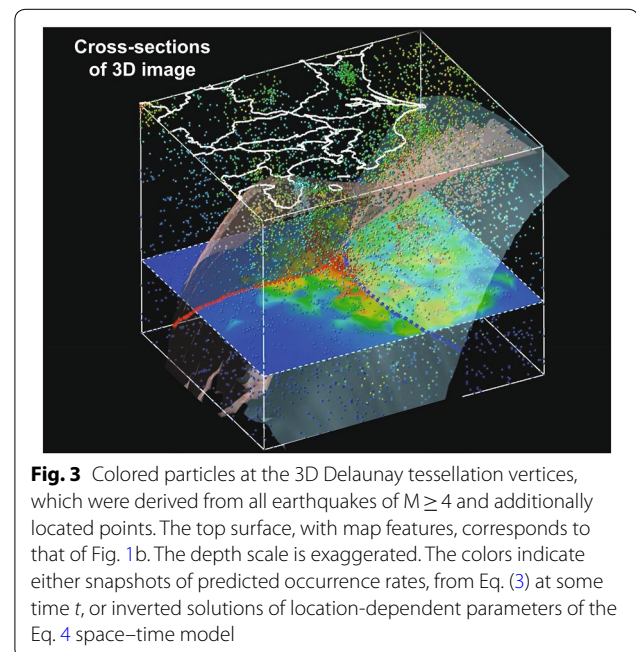 Cross-sections
of 3D image
Fig. 3 Colored particles at the 3D Delaunay tessellation vertices,
which were derived from all earthquakes of M ≥ 4 and additionally
located points. The top surface, with map features, corresponds to
that of Fig. 1b. The depth scale is exaggerated. The colors indicate
either snapshots of predicted occurrence rates, from Eq. (3) at some
time t, or inverted solutions of location-dependent parameters of the
Eq. 4 space–time model